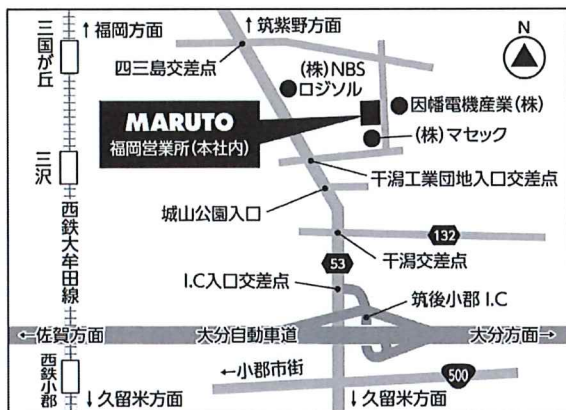 ↑福岡方面
↑筑紫野方面
N
三国が丘
四三島交差点
(株)NBS
ロジソル
因幡電機産業(株)
MARUTO
福岡営業所(本社内)
(株)マセック
三沢
干潟工業団地入口交差点
城山公園入口
西鉄大牟田線
132
53
干潟交差点
I.C入口交差点
筑後小郡I.C
←佐賀方面
大分自動車道
大分方面→
西鉄小郡
←小郡市街
500
↓久留米方面
↓久留米方面